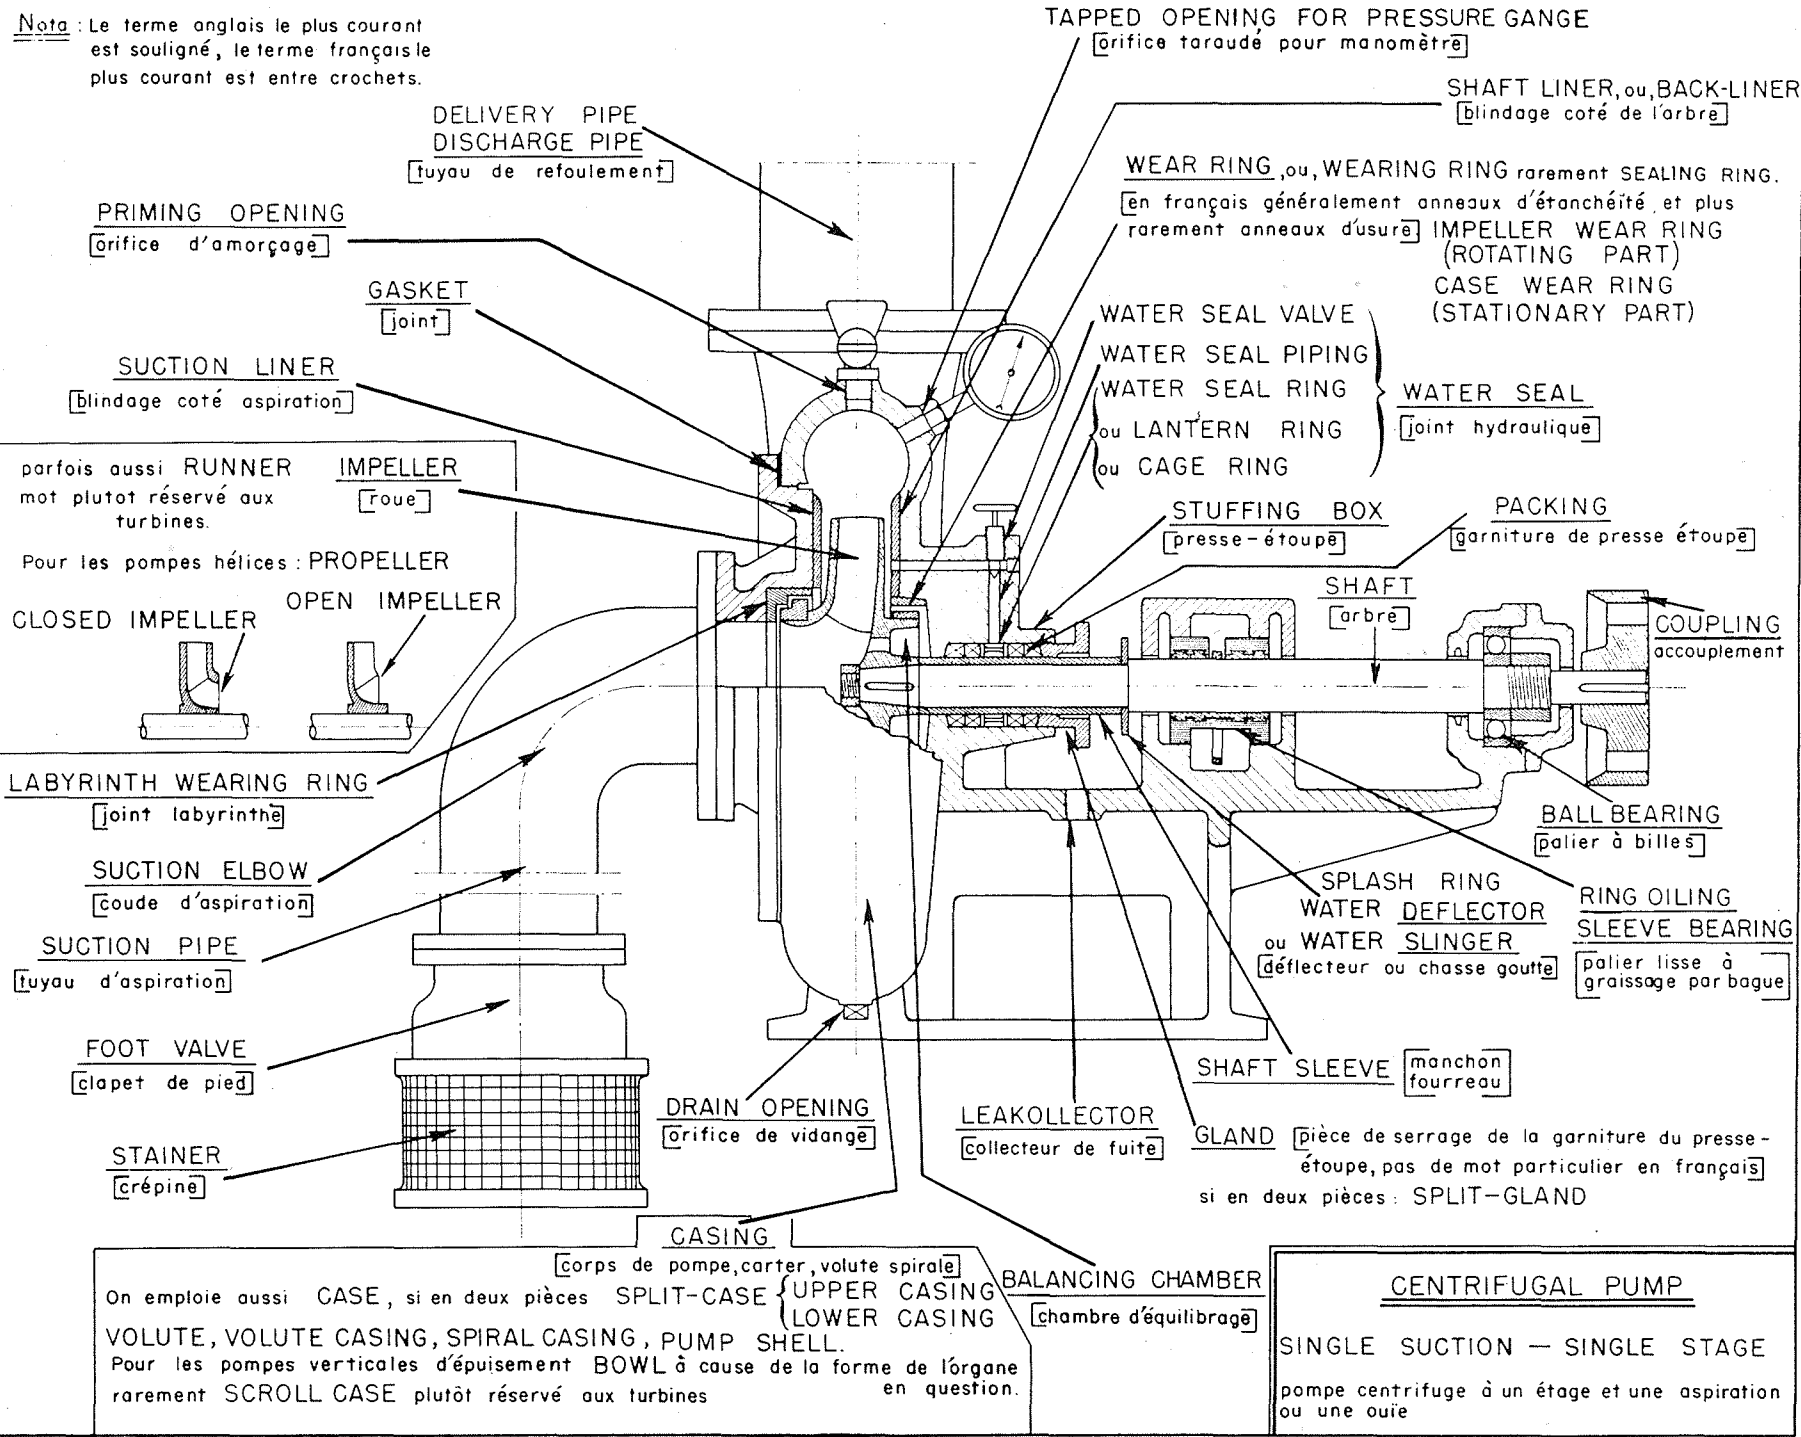 Nota : Le terme anglais le plus courant
est souligné, le terme français le
plus courant est entre crochets.
TAPPED OPENING FOR PRESSURE GANGE
[orifice taraudé pour manomètre]
SHAFT LINER, ou, BACK-LINER
[blindage coté de l'arbre]
DELIVERY PIPE
DISCHARGE PIPE
[tuyau de refoulement]
WEAR RING, ou, WEARING RING rarement SEALING RING.
[en français généralement anneaux d'étanchéité et plus
rarement anneaux d'usure] IMPELLER WEAR RING
(ROTATING PART)
CASE WEAR RING
(STATIONARY PART)
PRIMING OPENING
[orifice d'amorçage]
GASKET
[joint]
WATER SEAL VALVE
WATER SEAL PIPING
WATER SEAL RING
ou LANTERN RING
ou CAGE RING
WATER SEAL
[joint hydraulique]
SUCTION LINER
[blindage coté aspiration]
parfois aussi RUNNER
mot plutot réservé aux
turbines.
IMPELLER
[roue]
Pour les pompes hélices : PROPELLER
CLOSED IMPELLER
OPEN IMPELLER
STUFFING BOX
[presse-étoupe]
PACKING
[garniture de presse étoupe]
SHAFT
[arbre]
COUPLING
accouplement
LABYRINTH WEARING RING
[joint labyrinthe]
SUCTION ELBOW
[coude d'aspiration]
SUCTION PIPE
[tuyau d'aspiration]
FOOT VALVE
[clapet de pied]
STAINER
[crépine]
BALL BEARING
[palier à billes]
SPLASH RING
WATER DEFLECTOR
ou WATER SLINGER
[déflecteur ou chasse goutte]
RING OILING
SLEEVE BEARING
[palier lisse à
graissage par bague]
SHAFT SLEEVE [manchon
fourreau]
DRAIN OPENING
[orifice de vidange]
LEAKOLLECTOR
[collecteur de fuite]
GLAND [pièce de serrage de la garniture du presse-
étoupe, pas de mot particulier en français]
si en deux pièces : SPLIT-GLAND
CASING
[corps de pompe, carter, volute spirale]
On emploie aussi CASE, si en deux pièces SPLIT-CASE { UPPER CASING
LOWER CASING
VOLUTE, VOLUTE CASING, SPIRAL CASING, PUMP SHELL.
Pour les pompes verticales d'épuisement BOWL à cause de la forme de l'organe
en question.
rarement SCROLL CASE plutôt réservé aux turbines
BALANCING CHAMBER
[chambre d'équilibrage]
CENTRIFUGAL PUMP
SINGLE SUCTION — SINGLE STAGE
pompe centrifuge à un étage et une aspiration
ou une ouïe